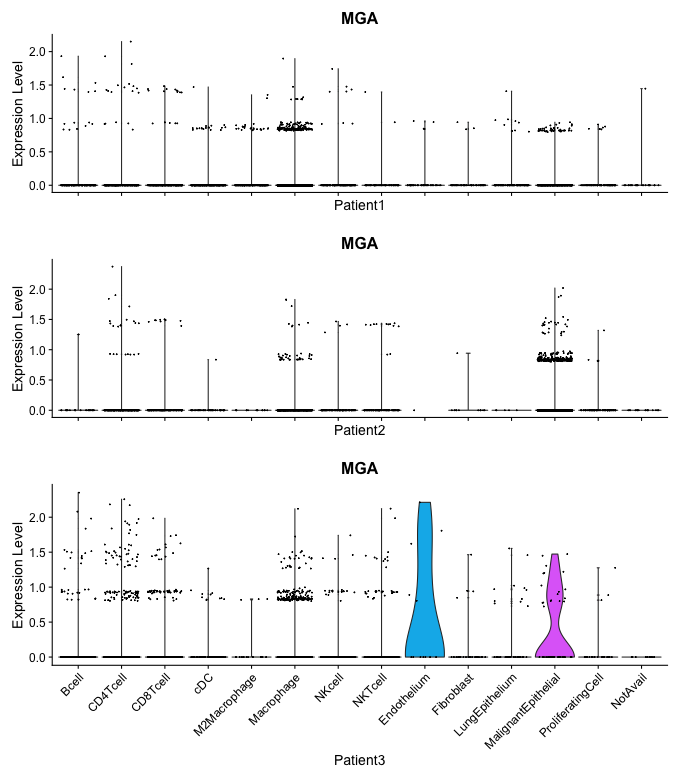 MGA
Expression Level
2.0
1.5
1.0
0.5
0.0
Patient1
MGA
Expression Level
2.0
1.5
1.0
0.5
0.0
Patient2
MGA
Expression Level
2.0
1.5
1.0
0.5
0.0
Bcell
CD4Tcell
CD8Tcell
cDC
M2Macrophage
Macrophage
NKcell
NKTcell
Endothelium
Fibroblast
LungEpithelium
MalignantEpithelial
ProliferatingCell
NotAvail
Patient3